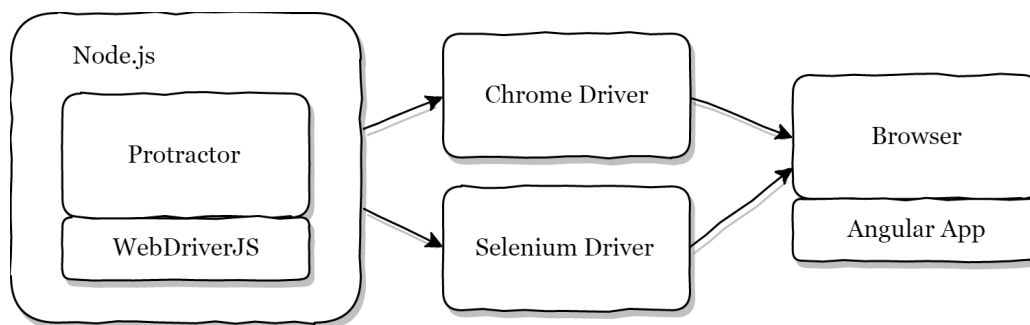 Node.js
Protractor
WebDriverJS
Chrome Driver
Selenium Driver
Browser
Angular App